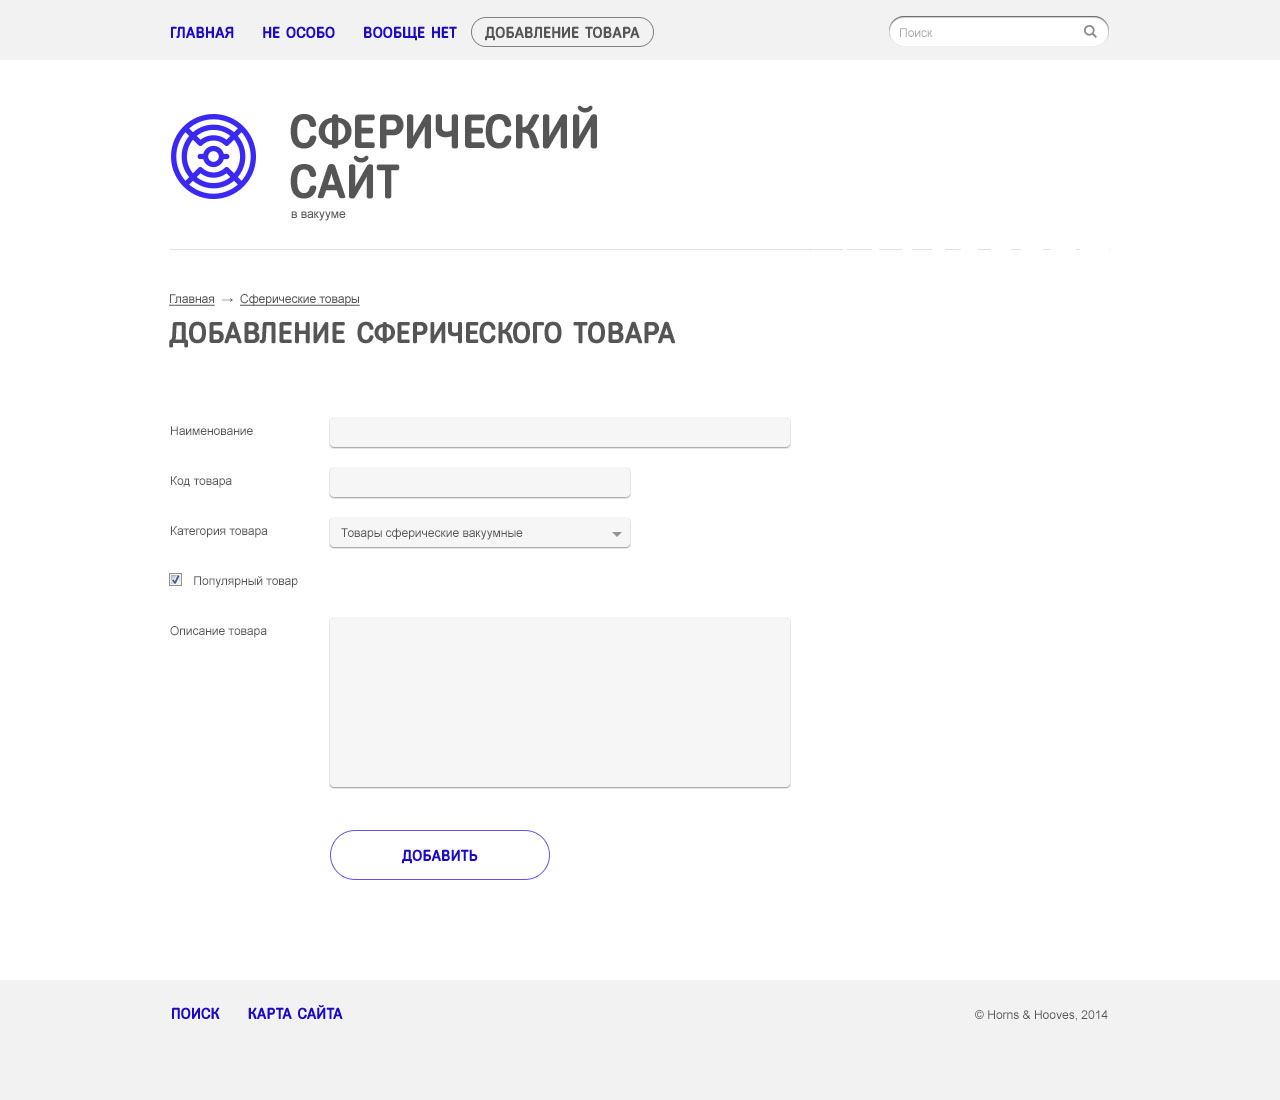 ГЛАВНАЯ НЕ ОСОБО ВООБЩЕ НЕТ ДОБАВЛЕНИЕ ТОВАРА Поиск
СФЕРИЧЕСКИЙ
САЙТ
в вакууме
Главная → Сферические товары
ДОБАВЛЕНИЕ СФЕРИЧЕСКОГО ТОВАРА
Наименование
Код товара
Категория товара Товары сферические вакуумные
Популярный товар
Описание товара
ДОБАВИТЬ
ПОИСК КАРТА САЙТА © Horns & Hooves, 2014